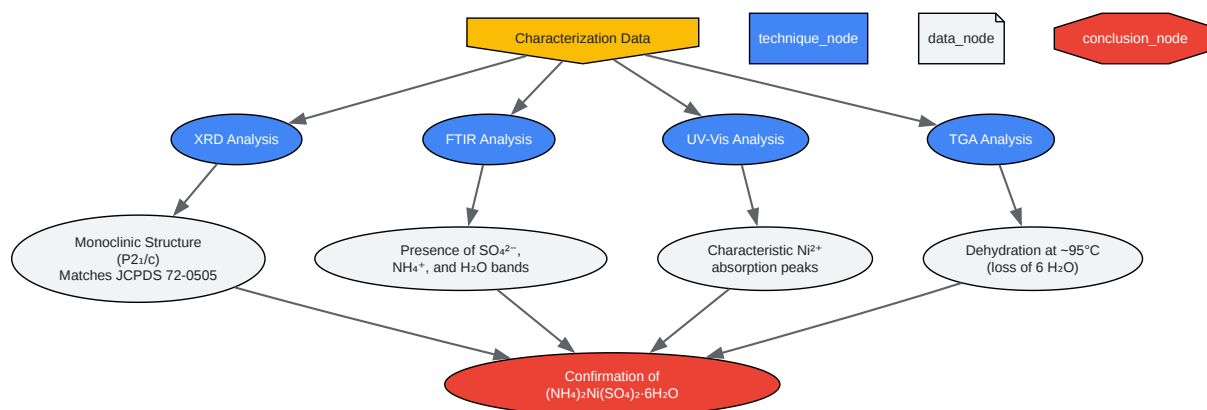 Characterization Data
technique_node
data_node
conclusion_node
XRD Analysis
FTIR Analysis
UV-Vis Analysis
TGA Analysis
Monoclinic Structure
(P2₁/c)
Matches JCPDS 72-0505
Presence of SO₄²⁻,
NH₄⁺, and H₂O bands
Characteristic Ni²⁺
absorption peaks
Dehydration at ~95°C
(loss of 6 H₂O)
Confirmation of
(NH₄)₂Ni(SO₄)₂·6H₂O